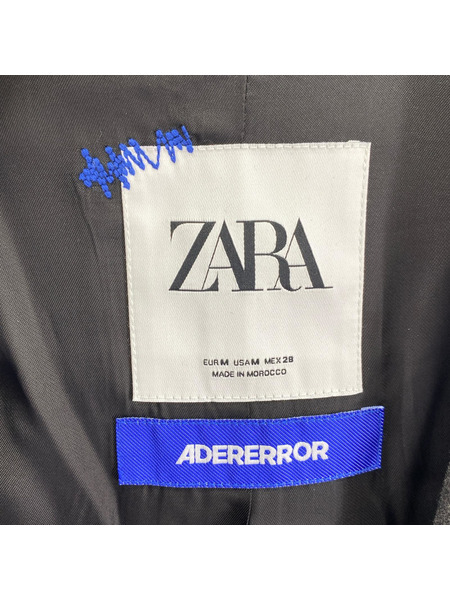 ZARA
EUR M USA M MEX 28
MADE IN MOROCCO
ADERERROR